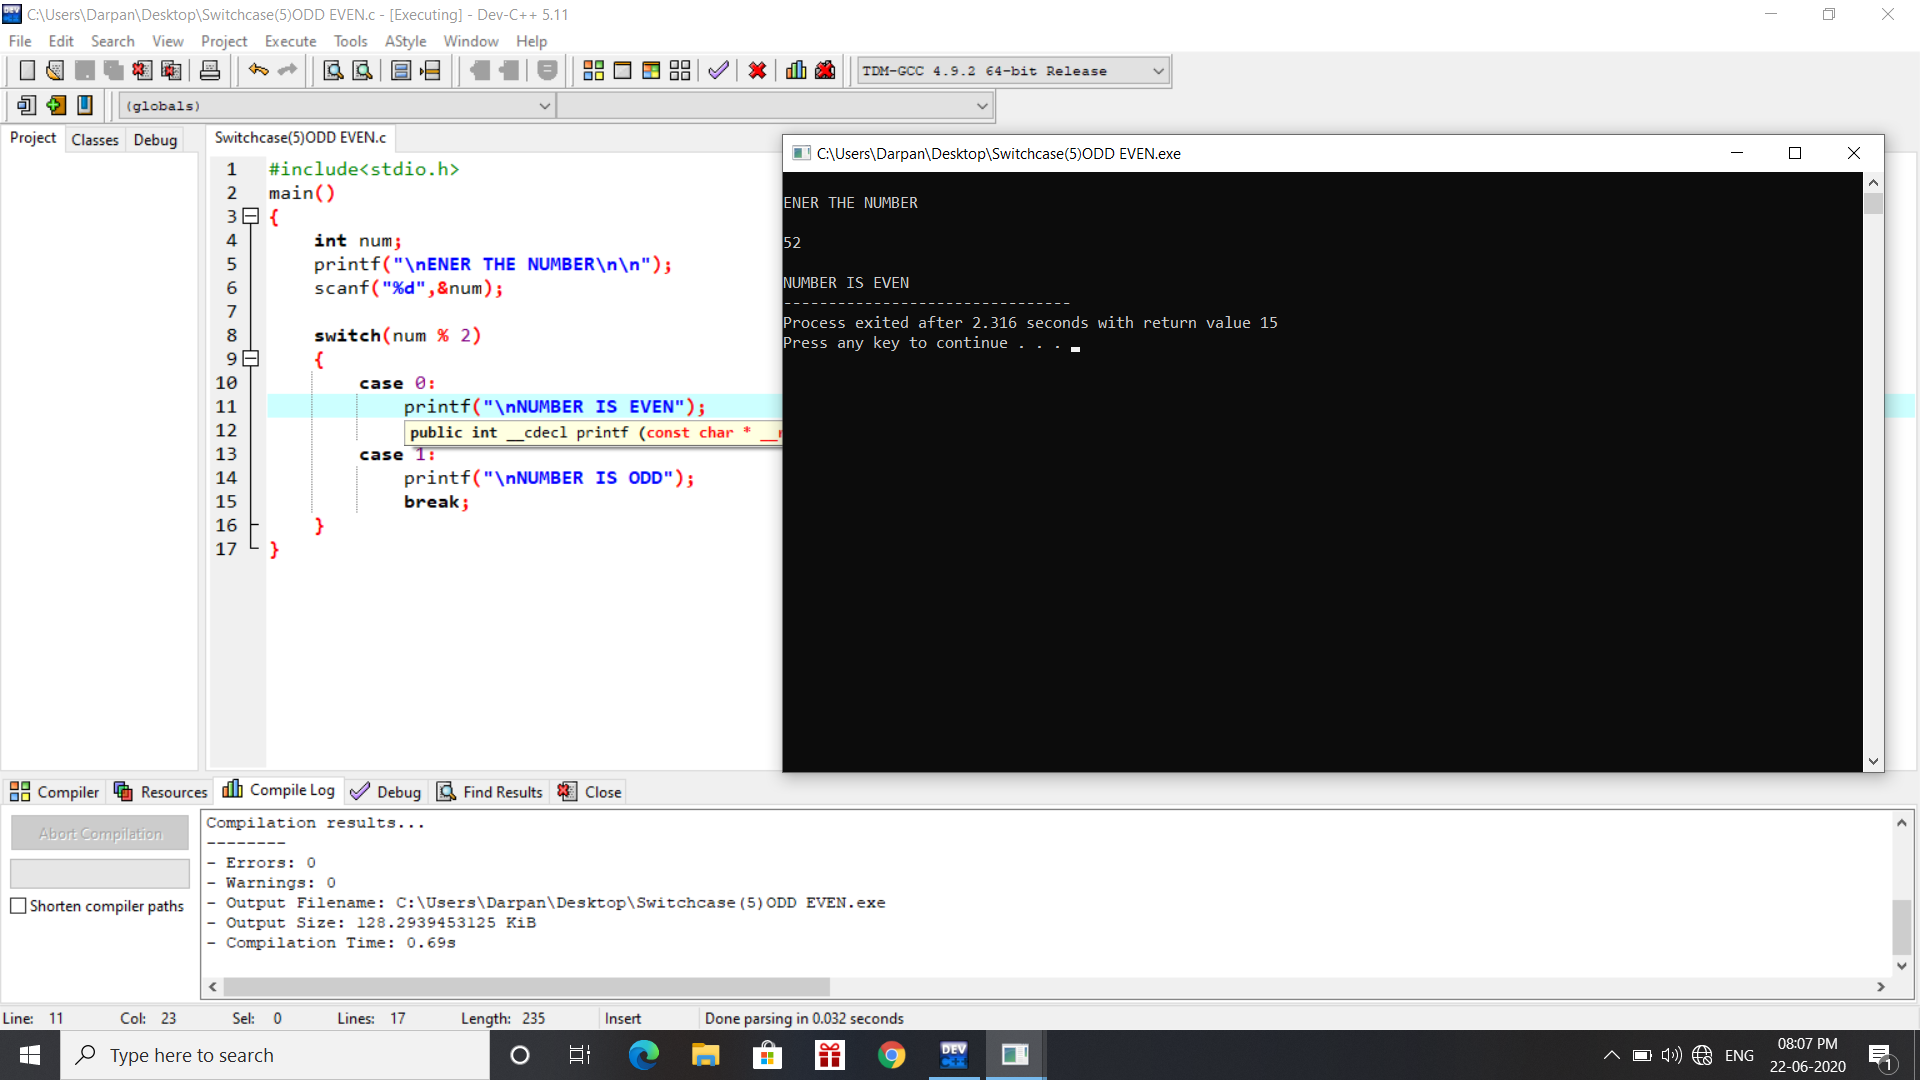 C:\Users\Darpan\Desktop\Switchcase(5)ODD EVEN.c - [Executing] - Dev-C++ 5.11
File Edit Search View Project Execute Tools AStyle Window Help
TDM-GCC 4.9.2 64-bit Release
(globals)
Project Classes Debug
Switchcase(5)ODD EVEN.c
1 #include<stdio.h>
2 main()
3 {
4 int num;
5 printf("\nENER THE NUMBER\n\n");
6 scanf("%d",&num);
7
8 switch(num % 2)
9 {
10 case 0:
11 printf("\nNUMBER IS EVEN");
12
public int __cdecl printf (const char * __
13 case 1:
14 printf("\nNUMBER IS ODD");
15 break;
16 }
17 }
C:\Users\Darpan\Desktop\Switchcase(5)ODD EVEN.exe
ENER THE NUMBER
52
NUMBER IS EVEN
--------------------------------
Process exited after 2.316 seconds with return value 15
Press any key to continue . . .
Compiler Resources Compile Log Debug Find Results Close
Abort Compilation
Shorten compiler paths
Compilation results...
--------
- Errors: 0
- Warnings: 0
- Output Filename: C:\Users\Darpan\Desktop\Switchcase(5)ODD EVEN.exe
- Output Size: 128.2939453125 KiB
- Compilation Time: 0.69s
Line: 11 Col: 23 Sel: 0 Lines: 17 Length: 235 Insert Done parsing in 0.032 seconds
Type here to search
DEV C++
ENG
08:07 PM
22-06-2020
1